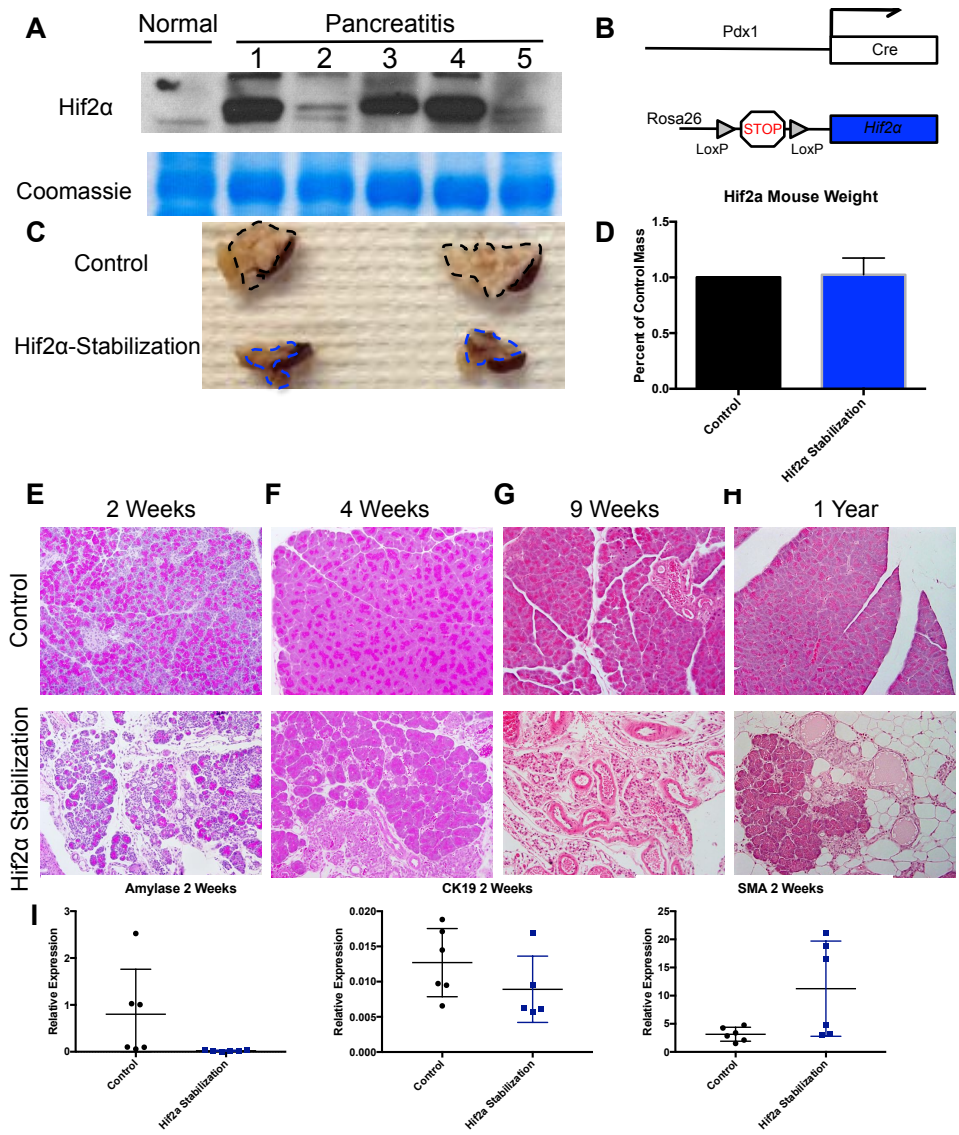 A
Normal
Pancreatitis
1 2 3 4 5
Hif2α
Coomassie
B
Pdx1
Cre
Rosa26
STOP
Hif2α
LoxP
LoxP
C
Control
Hif2α-Stabilization
Hif2a Mouse Weight
D
Percent of Control Mass
1.5
1.0
0.5
0.0
Control
Hif2α Stabilization
E
2 Weeks
F
4 Weeks
G
9 Weeks
H
1 Year
Control
Hif2α Stabilization
I
Amylase 2 Weeks
Relative Expression
3
2
1
0
Control
Hif2a Stabilization
CK19 2 Weeks
Relative Expression
0.020
0.015
0.010
0.005
0.000
Control
Hif2a Stabilization
SMA 2 Weeks
Relative Expression
25
20
15
10
5
0
Control
Hif2a Stabilization